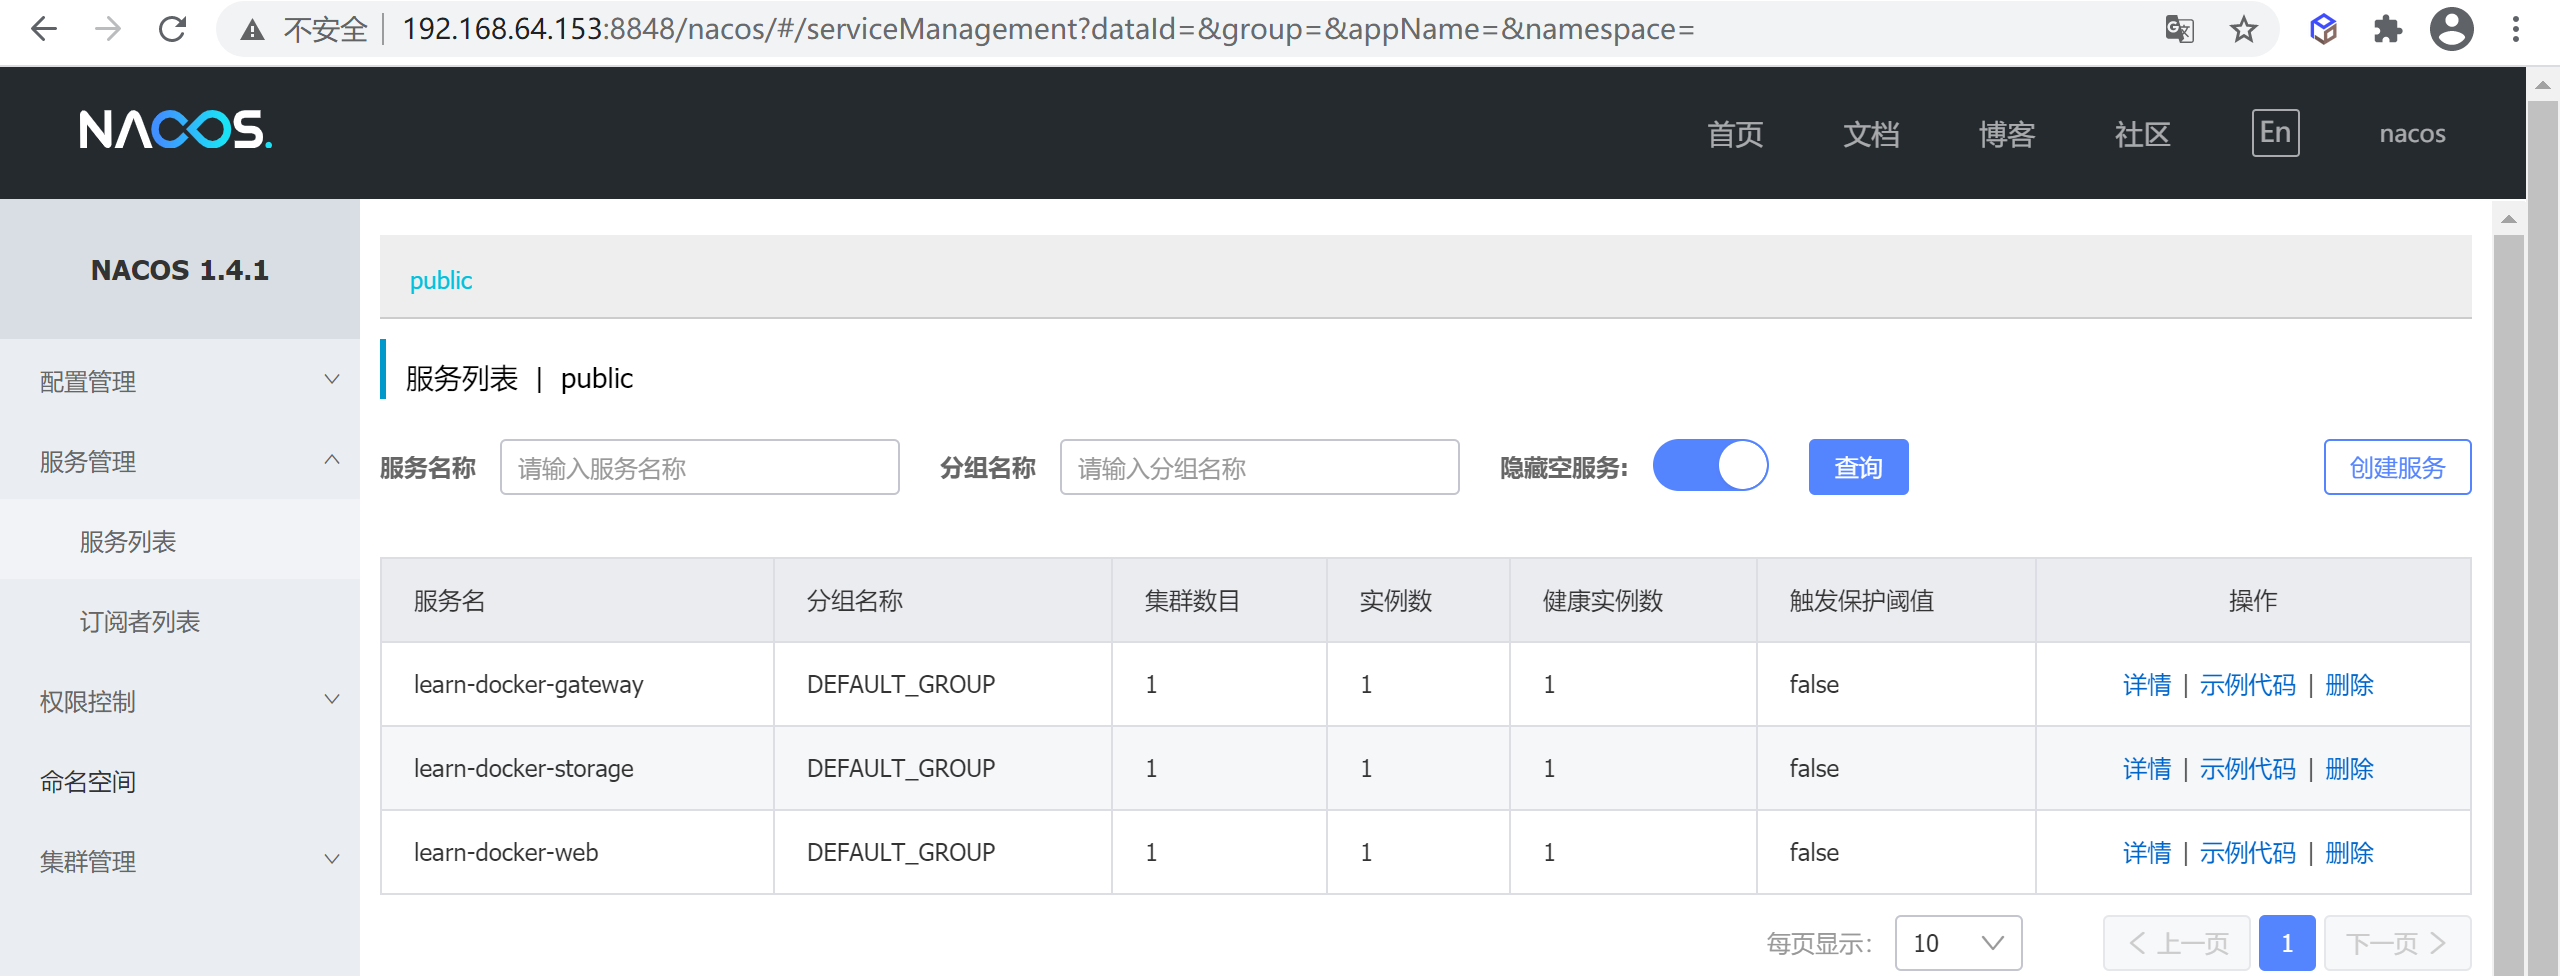 不安全 192.168.64.153:8848/nacos/#/serviceManagement?dataId=&group=&appName=&namespace=
NACOS. 首页 文档 博客 社区 En nacos
NACOS 1.4.1
配置管理
服务管理
服务列表
订阅者列表
权限控制
命名空间
集群管理
public
服务列表 | public
服务名称 请输入服务名称 分组名称 请输入分组名称 隐藏空服务: 查询 创建服务
服务名 分组名称 集群数目 实例数 健康实例数 触发保护阈值 操作
learn-docker-gateway DEFAULT_GROUP 1 1 1 false 详情 | 示例代码 | 删除
learn-docker-storage DEFAULT_GROUP 1 1 1 false 详情 | 示例代码 | 删除
learn-docker-web DEFAULT_GROUP 1 1 1 false 详情 | 示例代码 | 删除
每页显示: 10 上一页 1 下一页